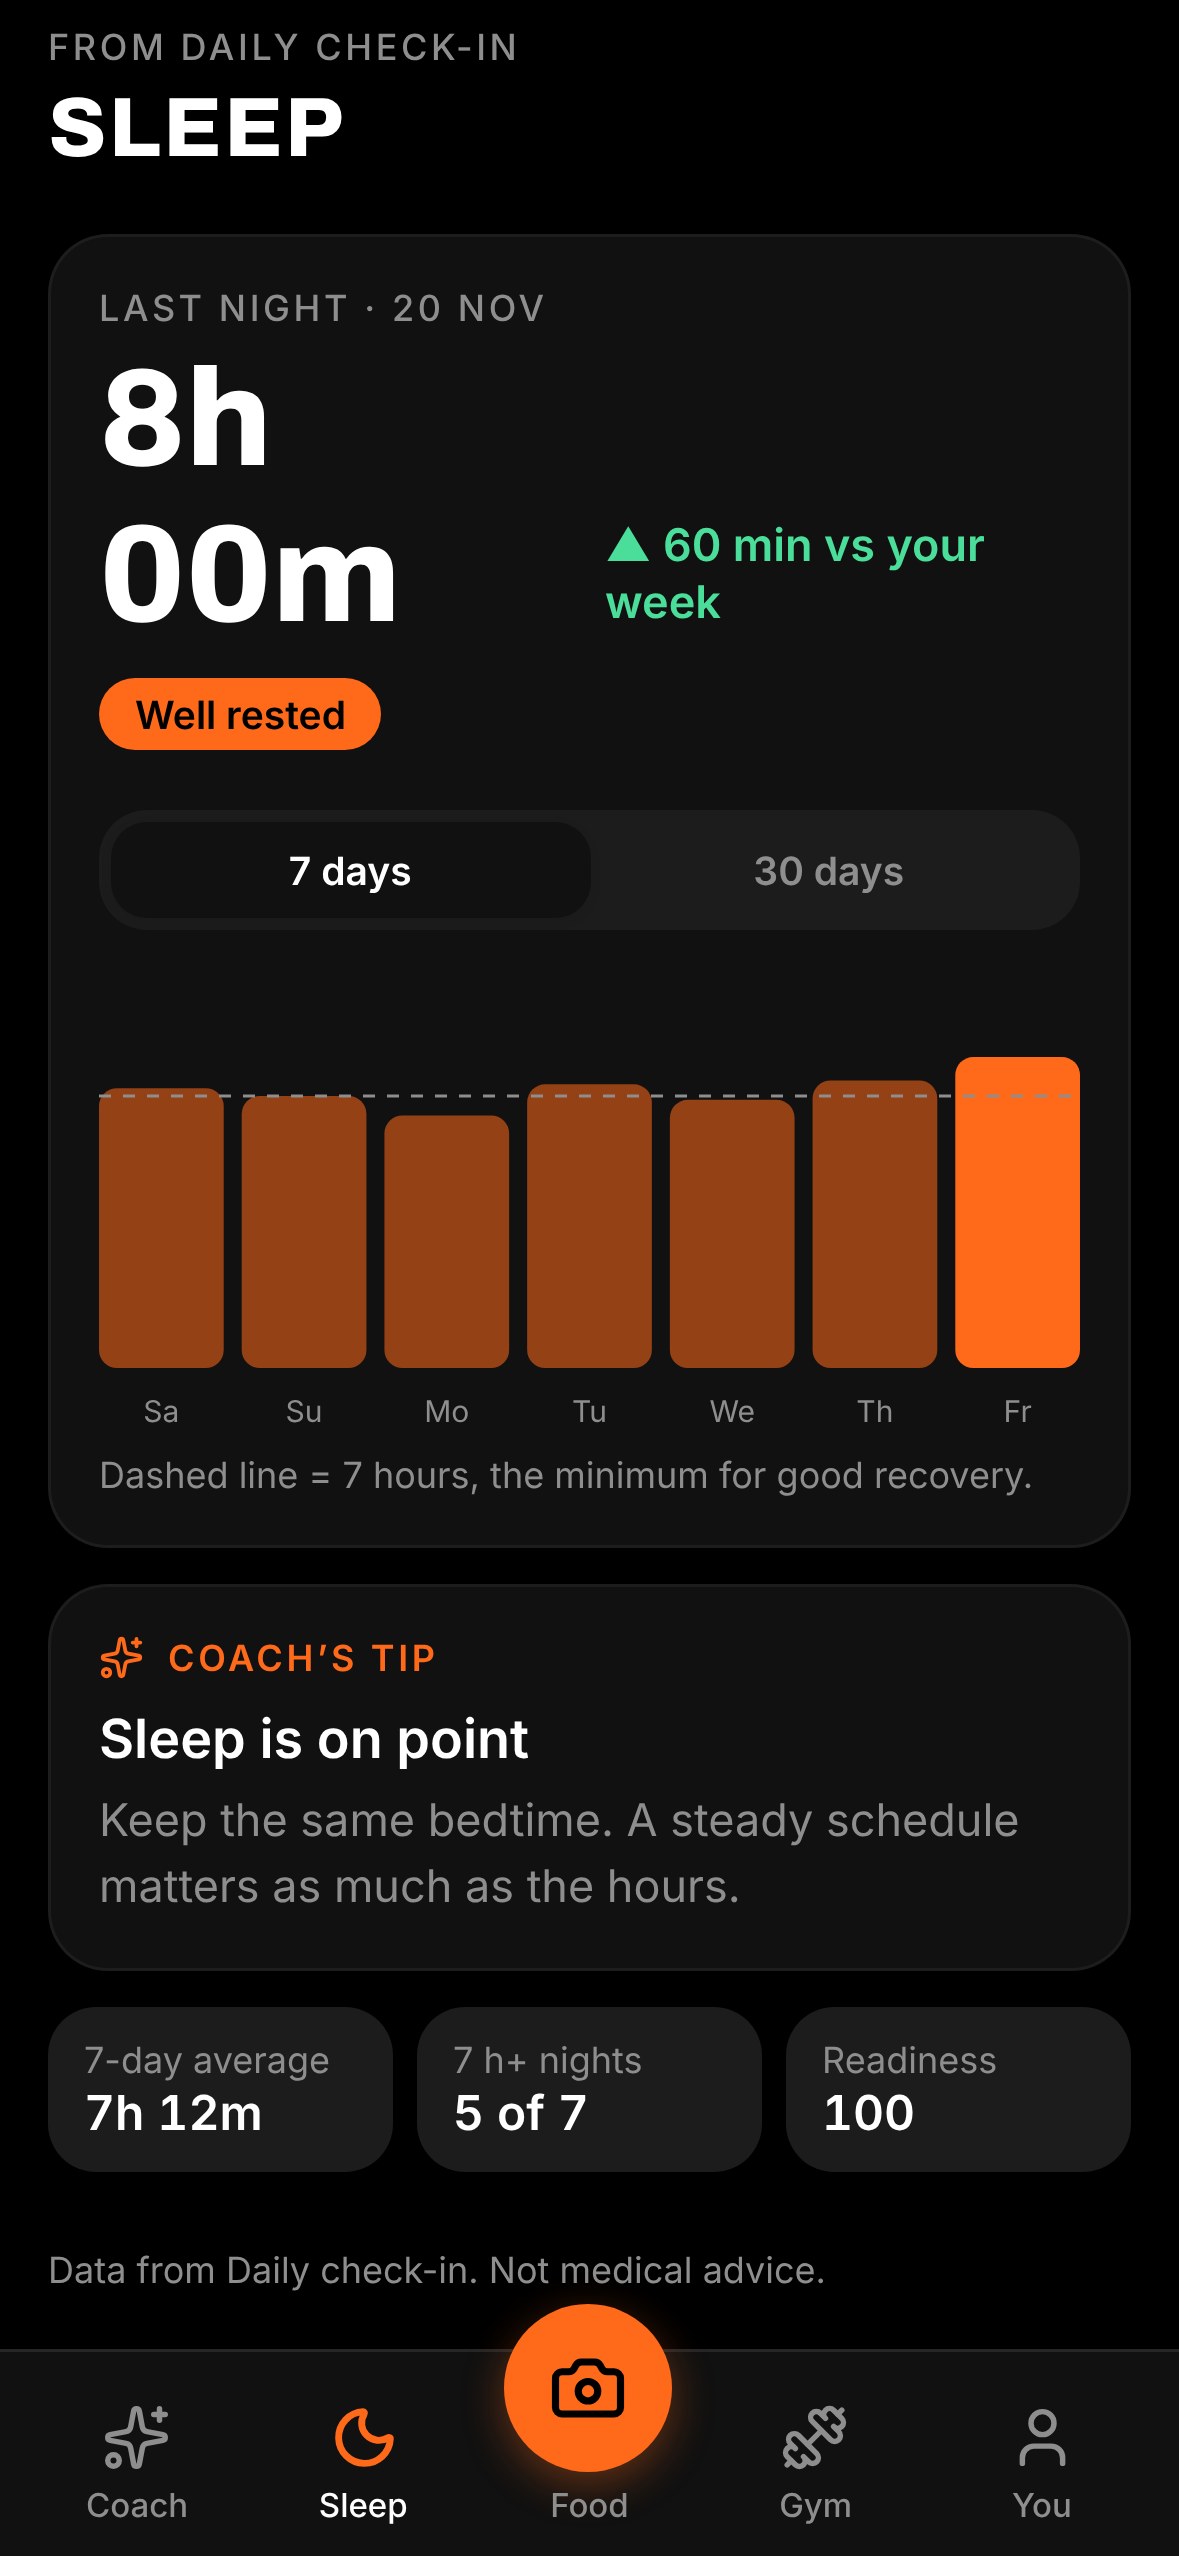 FROM DAILY CHECK-IN
SLEEP
LAST NIGHT · 20 NOV
8h
00m
▲ 60 min vs your
week
Well rested
7 days
30 days
Sa
Su
Mo
Tu
We
Th
Fr
Dashed line = 7 hours, the minimum for good recovery.
COACH’S TIP
Sleep is on point
Keep the same bedtime. A steady schedule
matters as much as the hours.
7-day average
7h 12m
7 h+ nights
5 of 7
Readiness
100
Data from Daily check-in. Not medical advice.
Coach
Sleep
Food
Gym
You